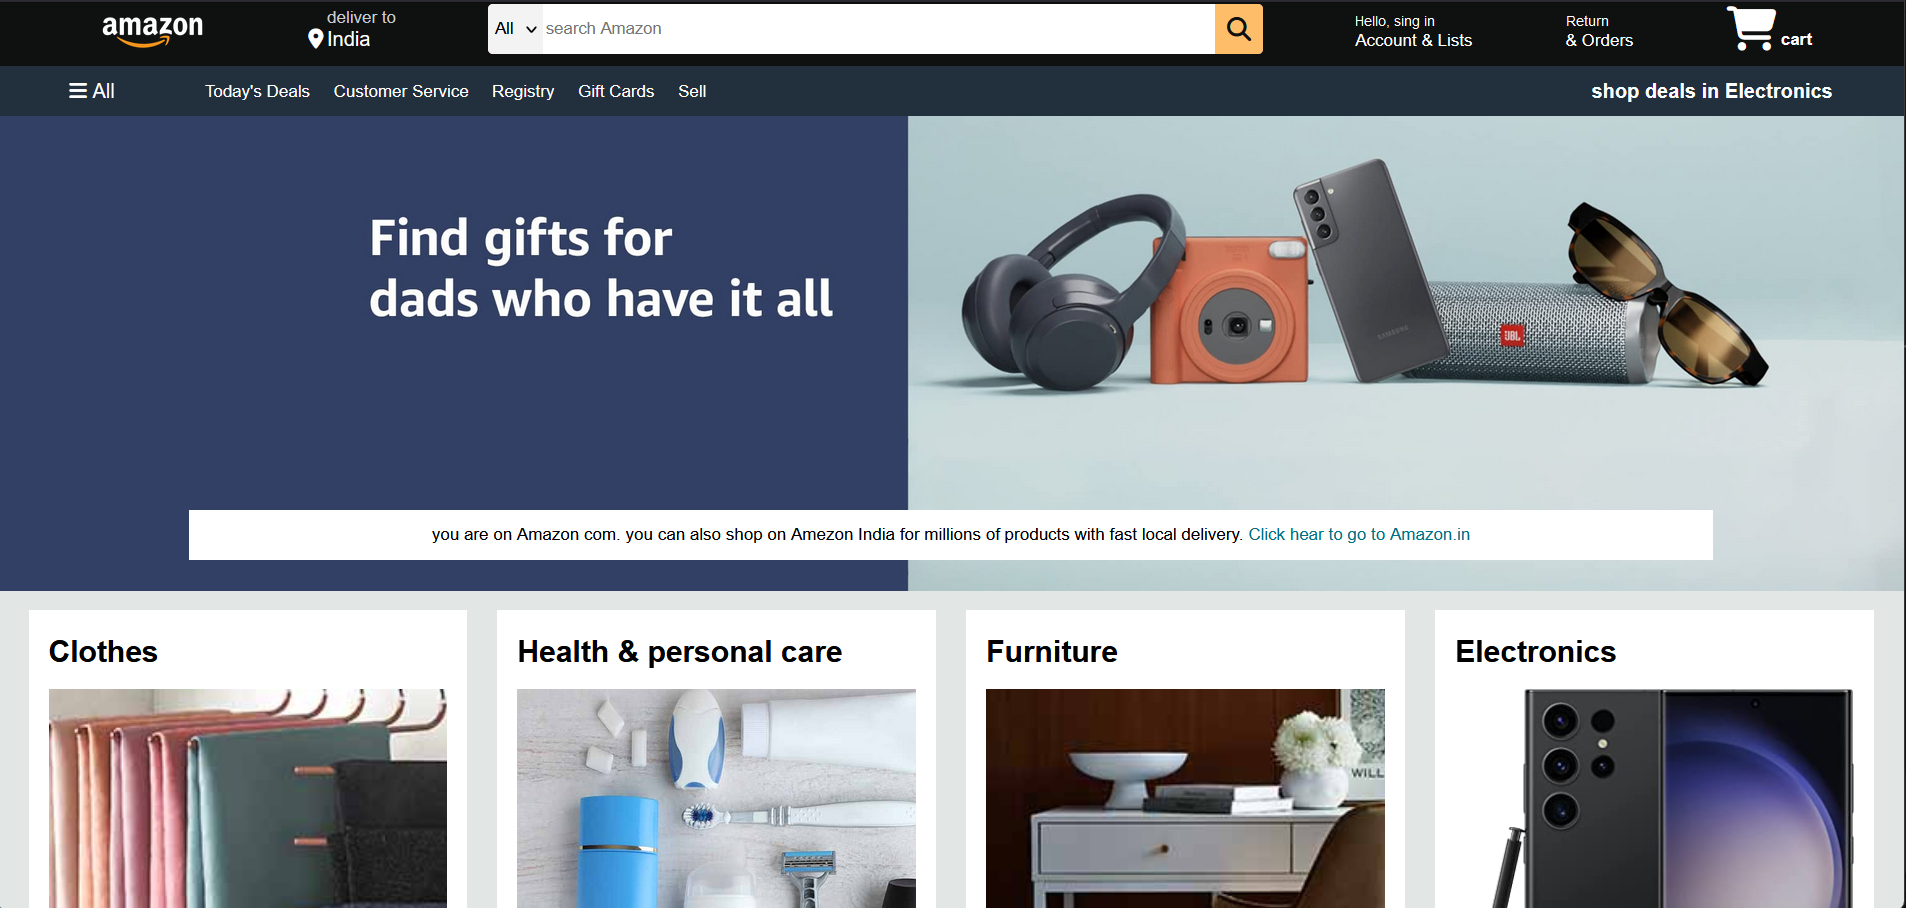 amazon
deliver to
India
All
search Amazon
Hello, sing in
Account & Lists
Return
& Orders
cart
All
Today's Deals
Customer Service
Registry
Gift Cards
Sell
shop deals in Electronics
Find gifts for
dads who have it all
SAMSUNG
JBL
you are on Amazon com. you can also shop on Amezon India for millions of products with fast local delivery. Click hear to go to Amazon.in
Clothes
Health & personal care
Furniture
Electronics
WILL